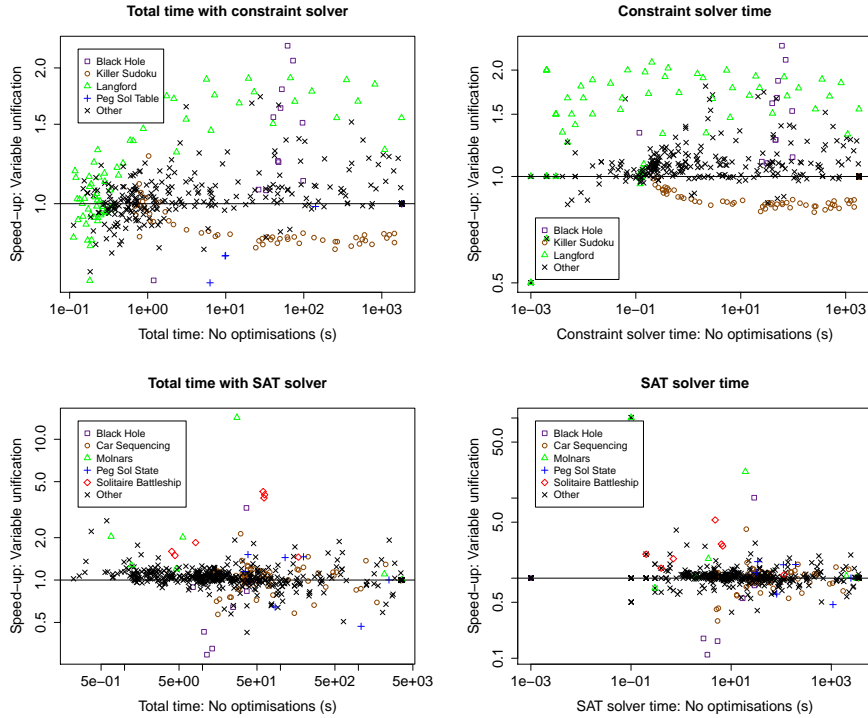 Total time with constraint solver
Speed−up: Variable unification
2.0
1.5
1.0
Black Hole
Killer Sudoku
Langford
Peg Sol Table
Other
1e−01 1e+00 1e+01 1e+02 1e+03
Total time: No optimisations (s)
Constraint solver time
Speed−up: Variable unification
2.0
1.0
0.5
Black Hole
Killer Sudoku
Langford
Other
1e−03 1e−01 1e+01 1e+03
Constraint solver time: No optimisations (s)
Total time with SAT solver
Speed−up: Variable unification
10.0
5.0
2.0
1.0
0.5
Black Hole
Car Sequencing
Molnars
Peg Sol State
Solitaire Battleship
Other
5e−01 5e+00 5e+01 5e+02 5e+03
Total time: No optimisations (s)
SAT solver time
Speed−up: Variable unification
50.0
5.0
0.5
0.1
Black Hole
Car Sequencing
Molnars
Peg Sol State
Solitaire Battleship
Other
1e−03 1e−01 1e+01 1e+03
SAT solver time: No optimisations (s)